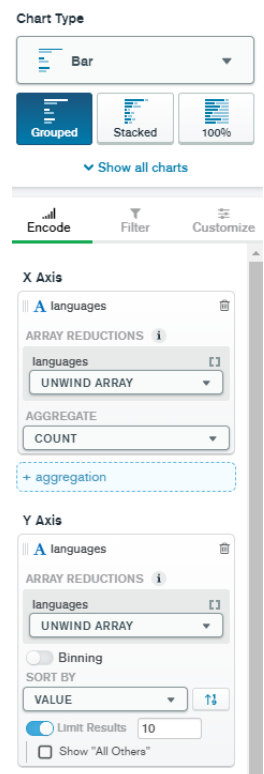 Chart Type
Bar
Grouped Stacked 100%
Show all charts
Encode Filter Customize
X Axis
A languages
ARRAY REDUCTIONS i
languages
UNWIND ARRAY
AGGREGATE
COUNT
+ aggregation
Y Axis
A languages
ARRAY REDUCTIONS i
languages
UNWIND ARRAY
Binning
SORT BY
VALUE
Limit Results 10
Show "All Others"